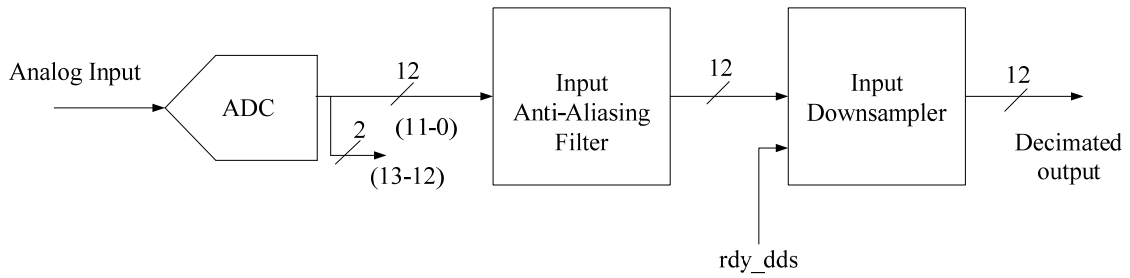 Analog Input
ADC
12
(11-0)
2
(13-12)
Input
Anti-Aliasing
Filter
12
Input
Downsampler
rdy_dds
12
Decimated
output